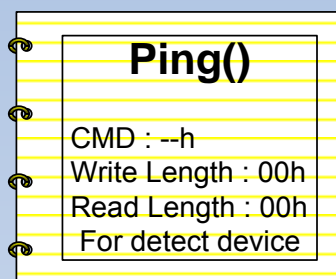 Ping()
CMD : --h
Write Length : 00h
Read Length : 00h
For detect device